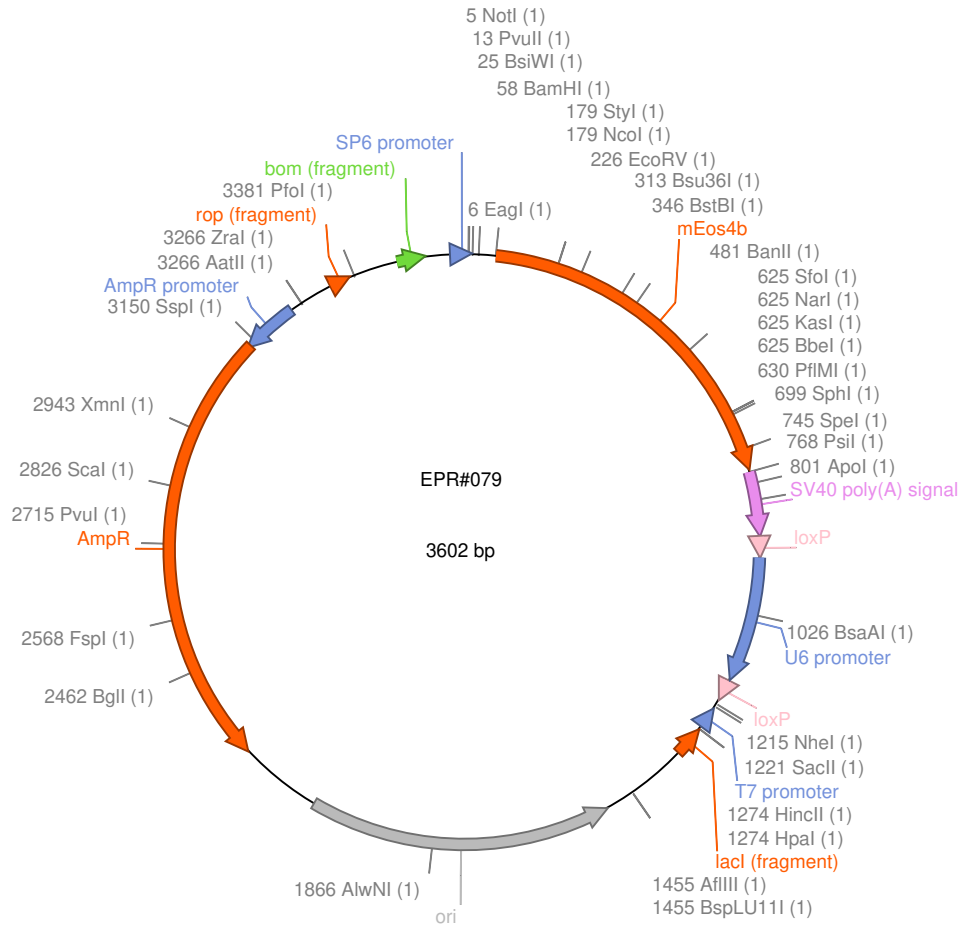 5 NotI (1)
13 PvuII (1)
25 BsiWI (1)
58 BamHI (1)
179 StyI (1)
179 NcoI (1)
226 EcoRV (1)
313 Bsu36I (1)
346 BstBI (1)
mEos4b
481 BanII (1)
625 SfoI (1)
625 NarI (1)
625 KasI (1)
625 BbeI (1)
630 PflMI (1)
699 SphI (1)
745 SpeI (1)
768 PsiI (1)
801 ApoI (1)
SV40 poly(A) signal
loxP
1026 BsaAI (1)
U6 promoter
loxP
1215 NheI (1)
1221 SacII (1)
T7 promoter
1274 HincII (1)
1274 HpaI (1)
lacI (fragment)
1455 AflIII (1)
1455 BspLU11I (1)
1866 AlwNI (1)
ori
2462 BglI (1)
2568 FspI (1)
AmpR
2715 PvuI (1)
2826 ScaI (1)
2943 XmnI (1)
3150 SspI (1)
AmpR promoter
3266 AatII (1)
3266 ZraI (1)
rop (fragment)
3381 PfoI (1)
bom (fragment)
SP6 promoter
6 EagI (1)
EPR#079
3602 bp